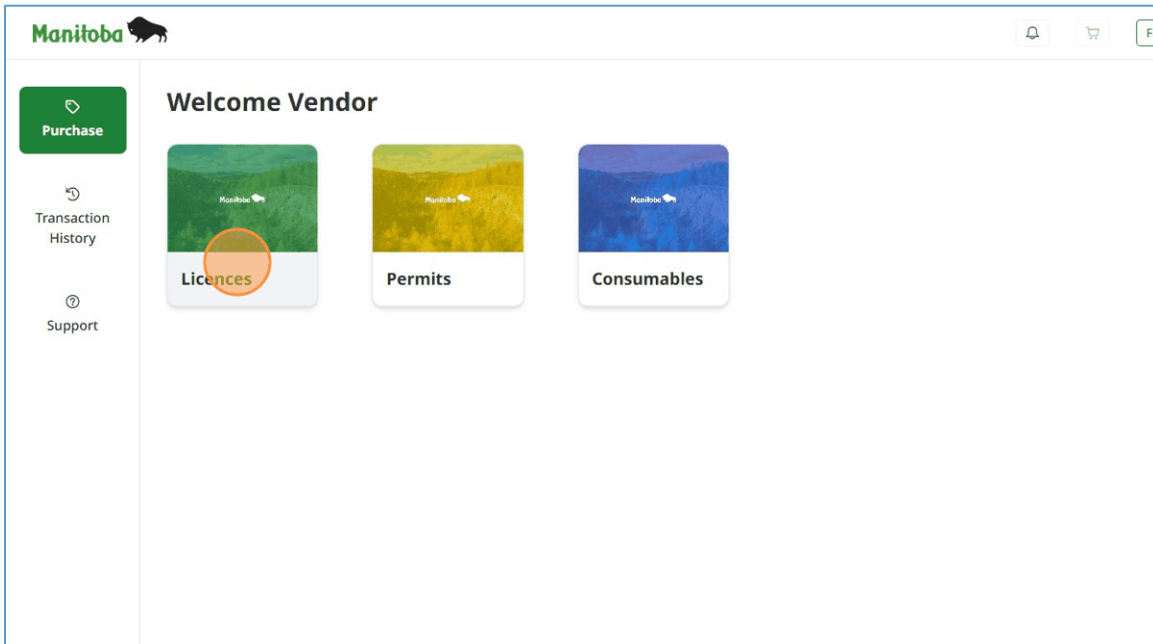 Manitoba
F
Purchase
Transaction
History
Support
Welcome Vendor
Manitoba
Licences
Manitoba
Permits
Manitoba
Consumables